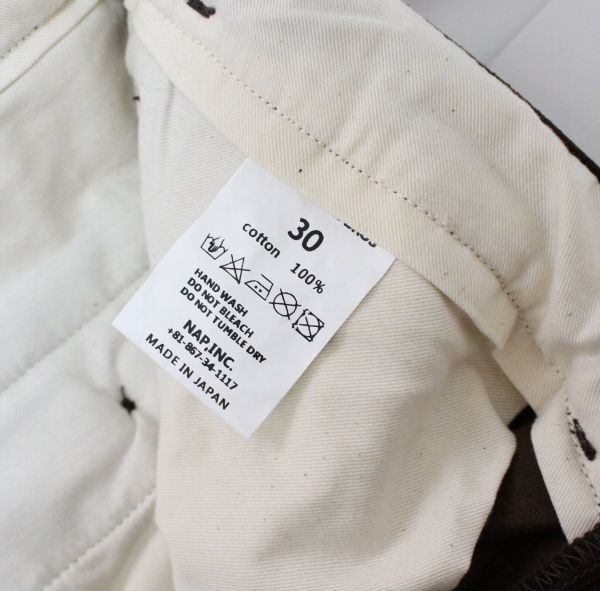 30
cotton 100%
HAND WASH
DO NOT BLEACH
DO NOT TUMBLE DRY
NAP,INC.
+81-867-34-1117
MADE IN JAPAN